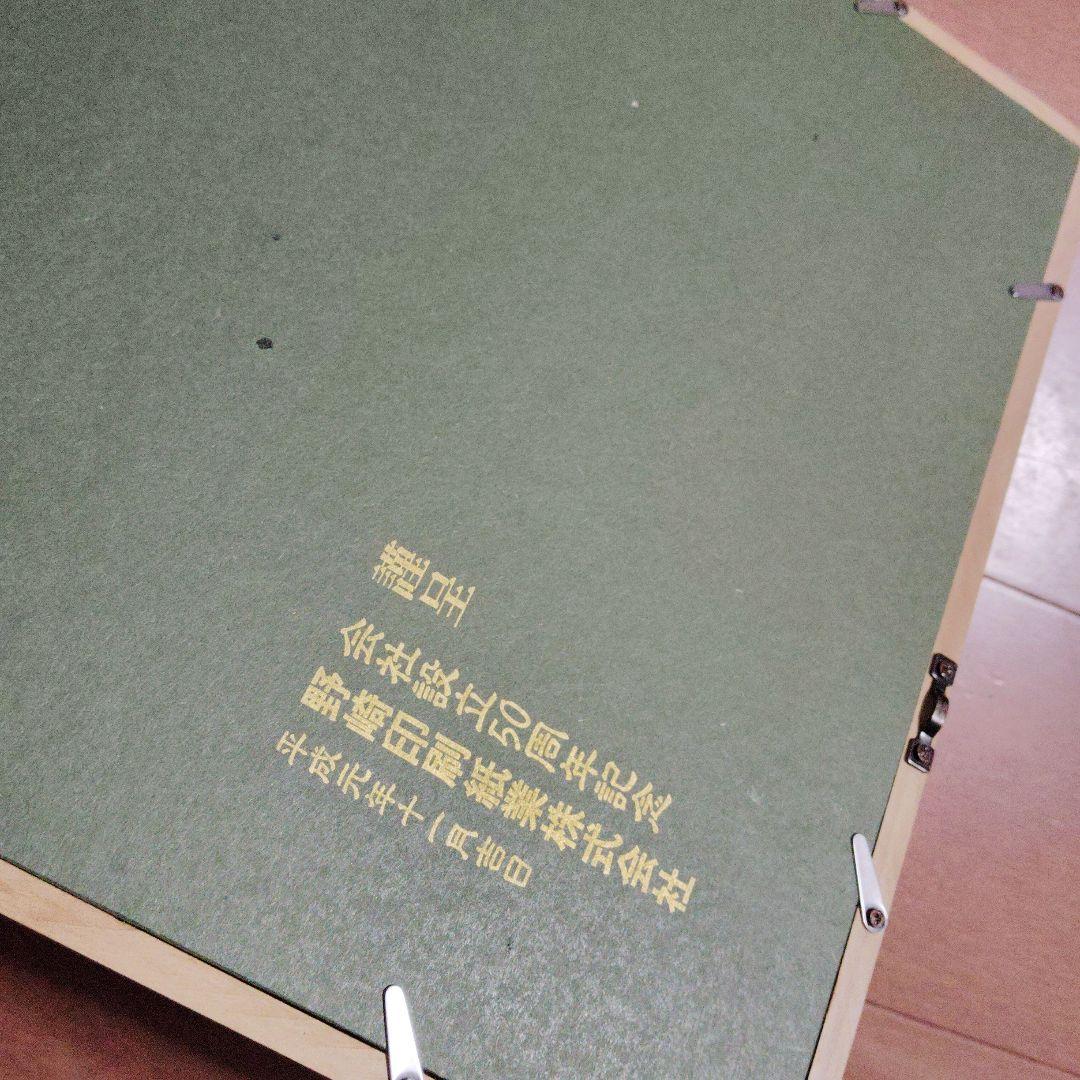 謹呈
会社設立50周年記念
野崎印刷紙業株式会社
平成元年十一月吉日